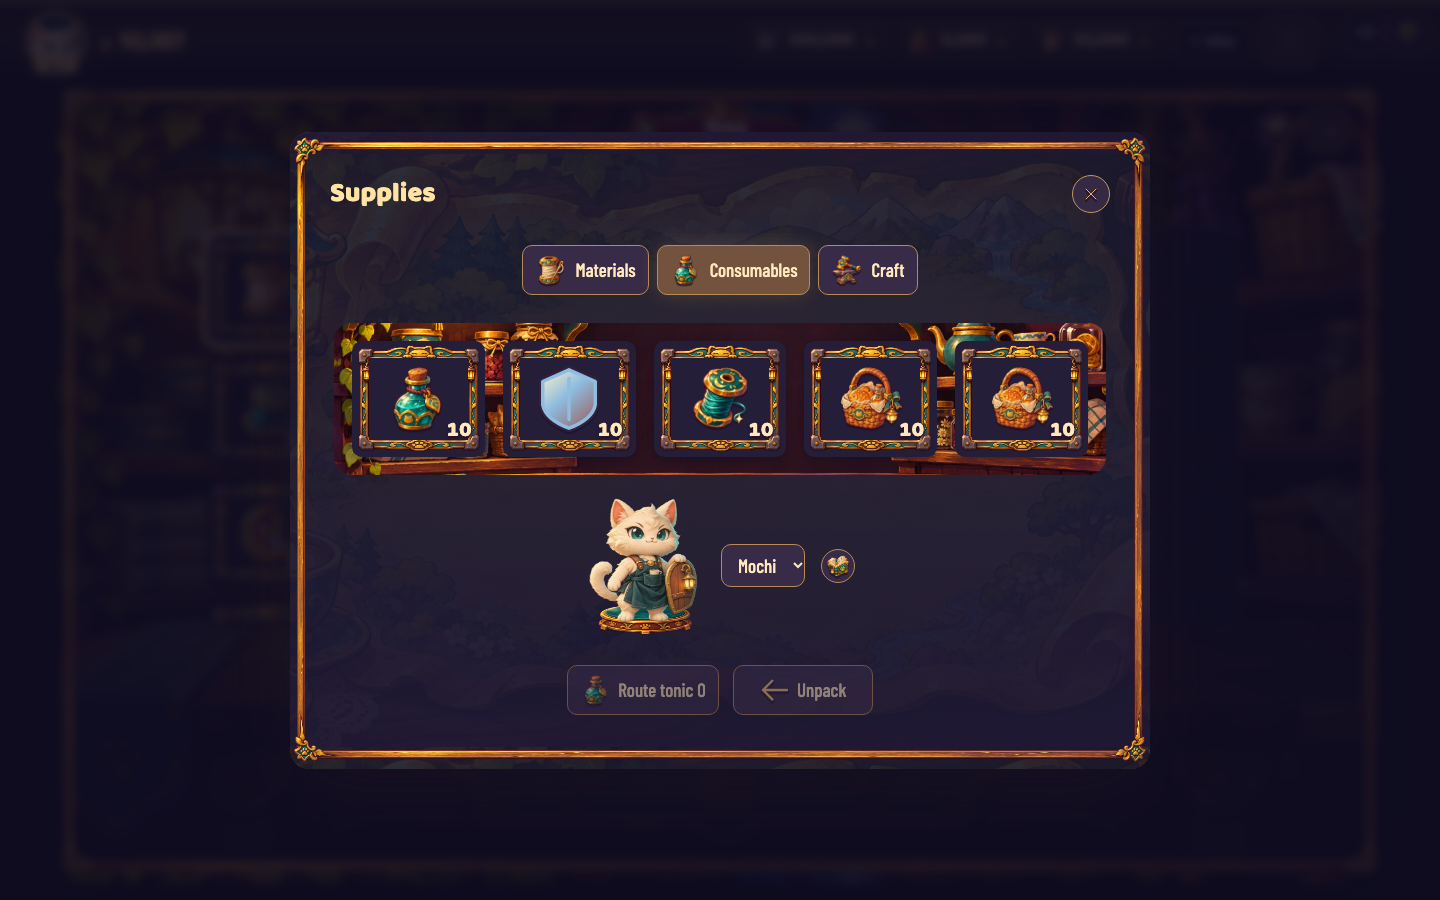 Supplies
Materials
Consumables
Craft
10
10
10
10
10
Mochi
Route tonic 0
Unpack